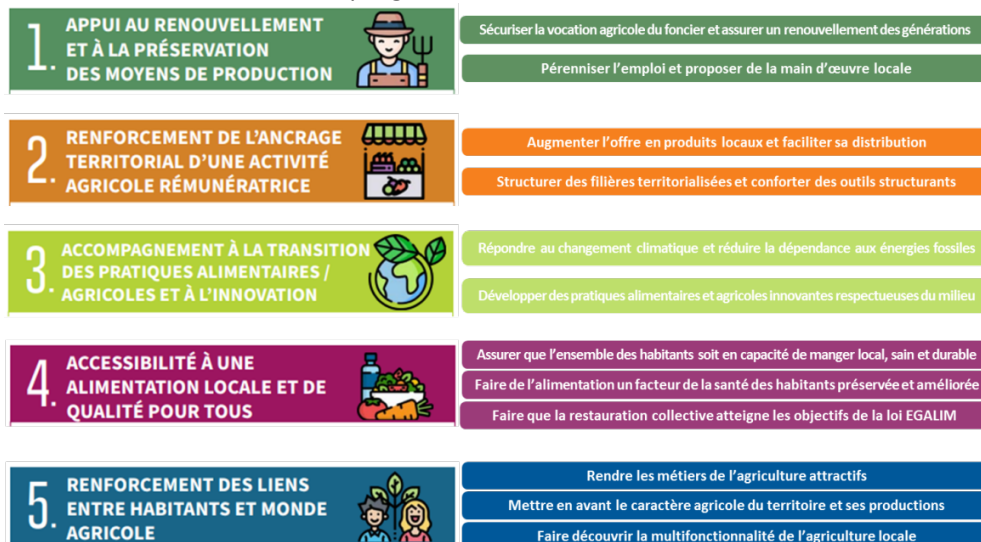 1. APPUI AU RENOUVELLEMENT
ET À LA PRÉSERVATION
DES MOYENS DE PRODUCTION
Sécuriser la vocation agricole du foncier et assurer un renouvellement des générations
Pérenniser l'emploi et proposer de la main d'œuvre locale
2. RENFORCEMENT DE L'ANCRAGE
TERRITORIAL D'UNE ACTIVITÉ
AGRICOLE RÉMUNÉRATRICE
Augmenter l'offre en produits locaux et faciliter sa distribution
Structurer des filières territorialisées et conforter des outils structurants
3. ACCOMPAGNEMENT À LA TRANSITION
DES PRATIQUES ALIMENTAIRES /
AGRICOLES ET À L'INNOVATION
Répondre au changement climatique et réduire la dépendance aux énergies fossiles
Développer des pratiques alimentaires et agricoles innovantes respectueuses du milieu
4. ACCESSIBILITÉ À UNE
ALIMENTATION LOCALE ET DE
QUALITÉ POUR TOUS
Assurer que l'ensemble des habitants soit en capacité de manger local, sain et durable
Faire de l'alimentation un facteur de la santé des habitants préservée et améliorée
Faire que la restauration collective atteigne les objectifs de la loi EGALIM
5. RENFORCEMENT DES LIENS
ENTRE HABITANTS ET MONDE
AGRICOLE
Rendre les métiers de l'agriculture attractifs
Mettre en avant le caractère agricole du territoire et ses productions
Faire découvrir la multifonctionnalité de l'agriculture locale